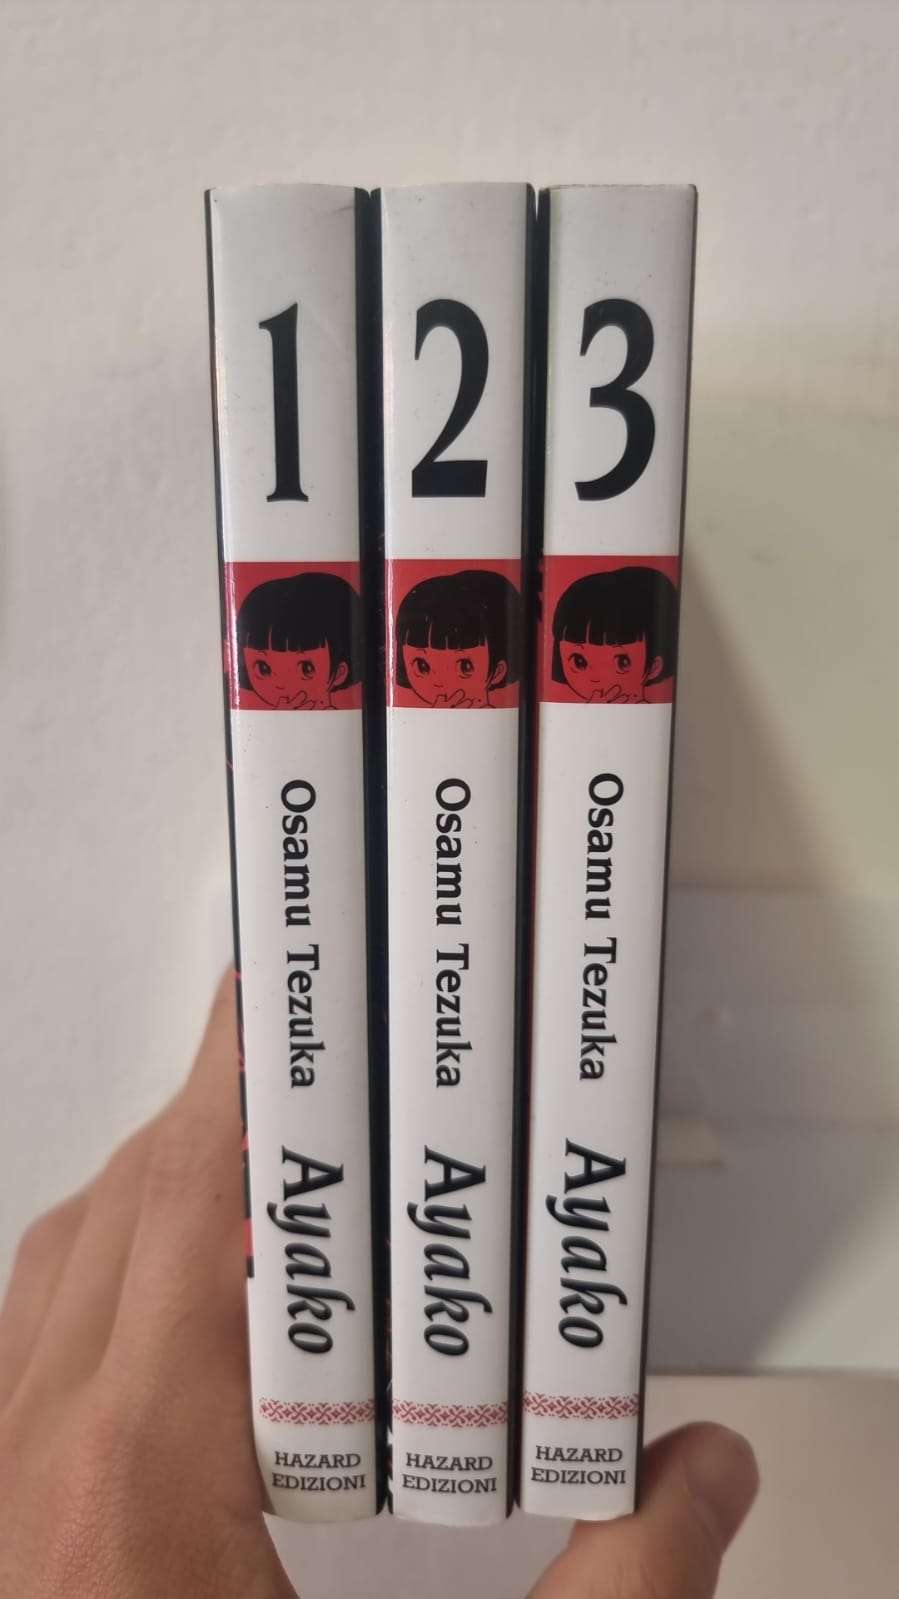 1
Osamu Tezuka Ayako
HAZARD
EDIZIONI
2
Osamu Tezuka Ayako
HAZARD
EDIZIONI
3
Osamu Tezuka Ayako
HAZARD
EDIZIONI